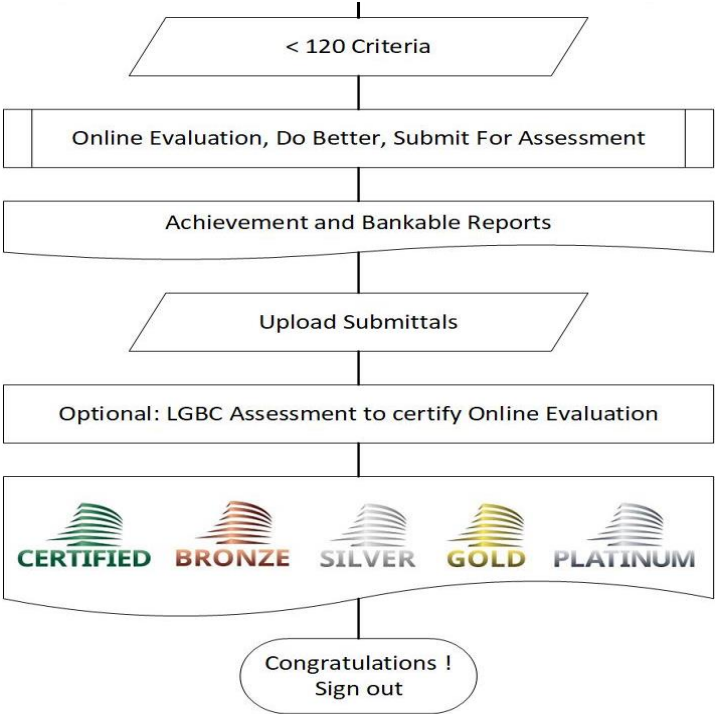 < 120 Criteria
Online Evaluation, Do Better, Submit For Assessment
Achievement and Bankable Reports
Upload Submittals
Optional: LGBC Assessment to certify Online Evaluation
CERTIFIED BRONZE SILVER GOLD PLATINUM
Congratulations !
Sign out